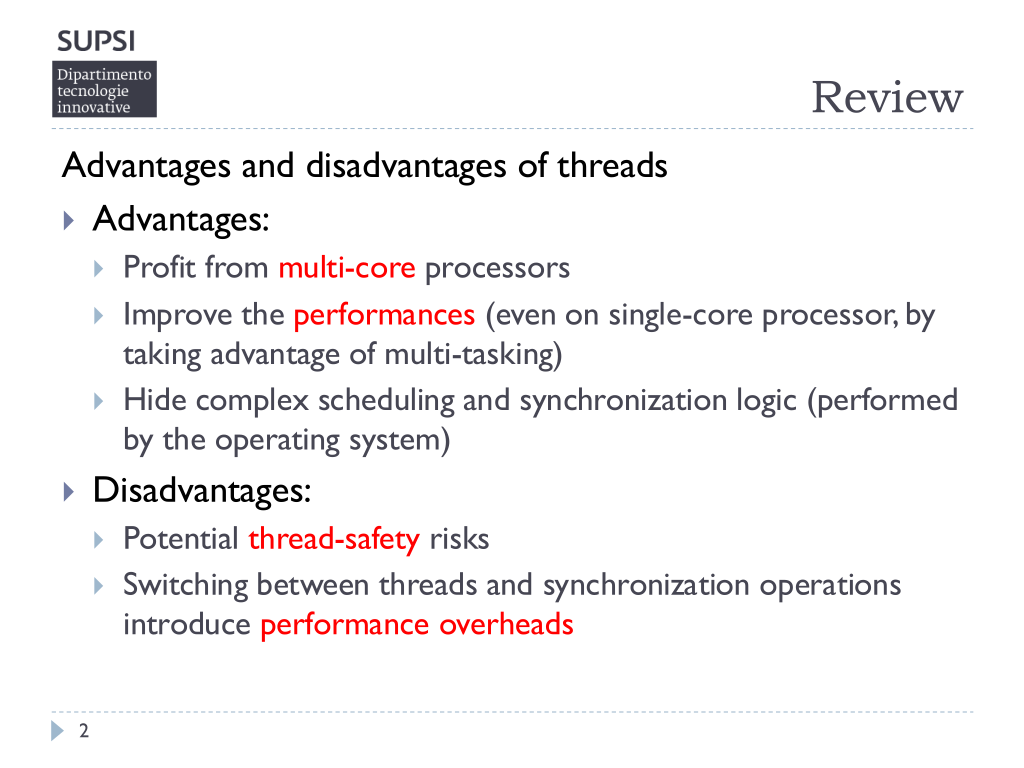 SUPSI
Dipartimento
tecnologie
innovative
Review
Advantages and disadvantages of threads
Advantages:
Profit from multi-core processors
Improve the performances (even on single-core processor, by
taking advantage of multi-tasking)
Hide complex scheduling and synchronization logic (performed
by the operating system)
Disadvantages:
Potential thread-safety risks
Switching between threads and synchronization operations
introduce performance overheads
2